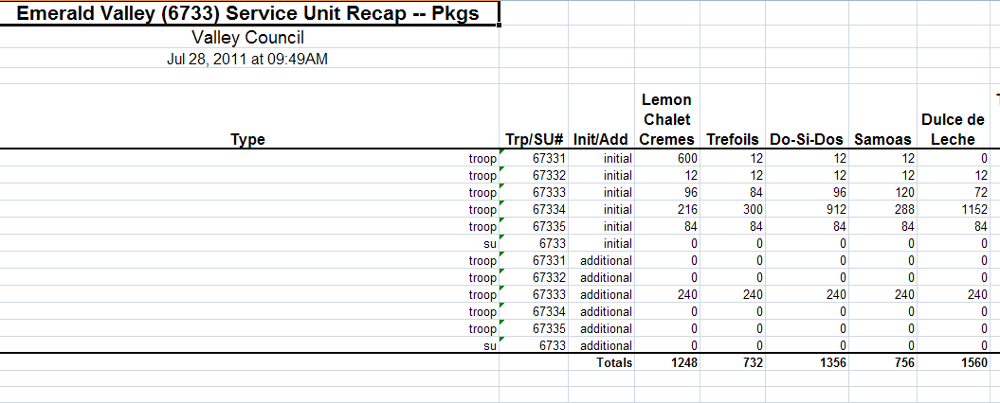 Emerald Valley (6733) Service Unit Recap -- Pkgs
Valley Council
Jul 28, 2011 at 09:49AM
Type Trp/SU# Init/Add Lemon Chalet Cremes Trefoils Do-Si-Dos Samoas Dulce de Leche
troop 67331 initial 600 12 12 12 0
troop 67332 initial 12 12 12 12 12
troop 67333 initial 96 84 96 120 72
troop 67334 initial 216 300 912 288 1152
troop 67335 initial 84 84 84 84 84
su 6733 initial 0 0 0 0 0
troop 67331 additional 0 0 0 0 0
troop 67332 additional 0 0 0 0 0
troop 67333 additional 240 240 240 240 240
troop 67334 additional 0 0 0 0 0
troop 67335 additional 0 0 0 0 0
su 6733 additional 0 0 0 0 0
Totals 1248 732 1356 756 1560